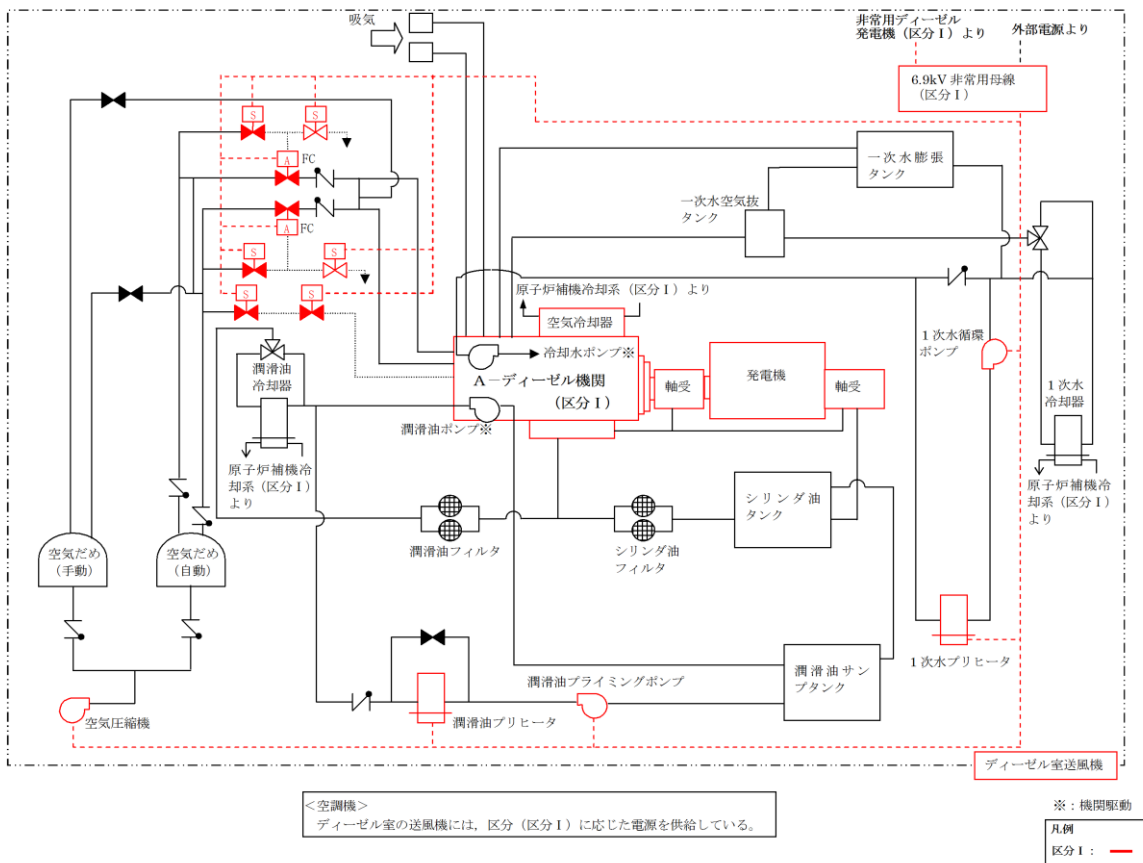 吸気
非常用ディーゼル
発電機(区分Ⅰ)より
外部電源より
6.9kV 非常用母線
(区分Ⅰ)
S
S
A
FC
一次水膨張
タンク
一次水空気抜
タンク
A
FC
S
S
S
S
原子炉補機冷却系(区分Ⅰ)より
空気冷却器
冷却水ポンプ※
A-ディーゼル機関
(区分Ⅰ)
潤滑油ポンプ※
軸受
発電機
軸受
1次水循環
ポンプ
1次水
冷却器
原子炉補機冷
却系(区分Ⅰ)
より
潤滑油
冷却器
原子炉補機冷
却系(区分Ⅰ)
より
潤滑油フィルタ
シリンダ油
フィルタ
シリンダ油
タンク
空気だめ
(手動)
空気だめ
(自動)
1次水プリヒータ
潤滑油サン
プタンク
潤滑油プライミングポンプ
潤滑油プリヒータ
空気圧縮機
ディーゼル室送風機
<空調機>
ディーゼル室の送風機には,区分(区分Ⅰ)に応じた電源を供給している。
※:機関駆動
凡例
区分Ⅰ: